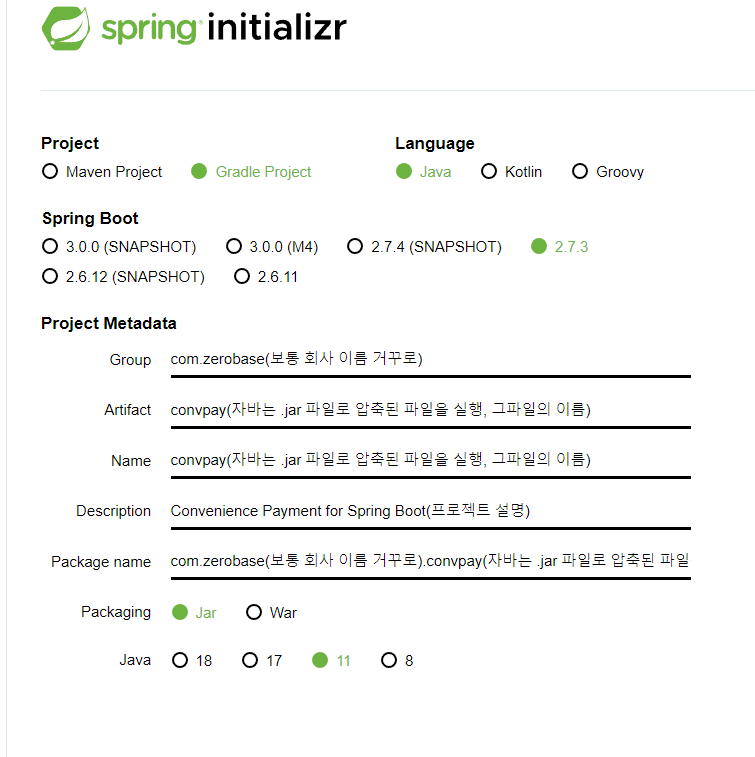 spring initializr
Project
Language
Maven Project Gradle Project
Java Kotlin Groovy
Spring Boot
3.0.0 (SNAPSHOT) 3.0.0 (M4) 2.7.4 (SNAPSHOT) 2.7.3
2.6.12 (SNAPSHOT) 2.6.11
Project Metadata
Group com.zerobase(보통 회사 이름 거꾸로)
Artifact convpay(자바는 .jar 파일로 압축된 파일을 실행, 그파일의 이름)
Name convpay(자바는 .jar 파일로 압축된 파일을 실행, 그파일의 이름)
Description Convenience Payment for Spring Boot(프로젝트 설명)
Package name com.zerobase(보통 회사 이름 거꾸로).convpay(자바는 .jar 파일로 압축된 파일
Packaging Jar War
Java 18 17 11 8